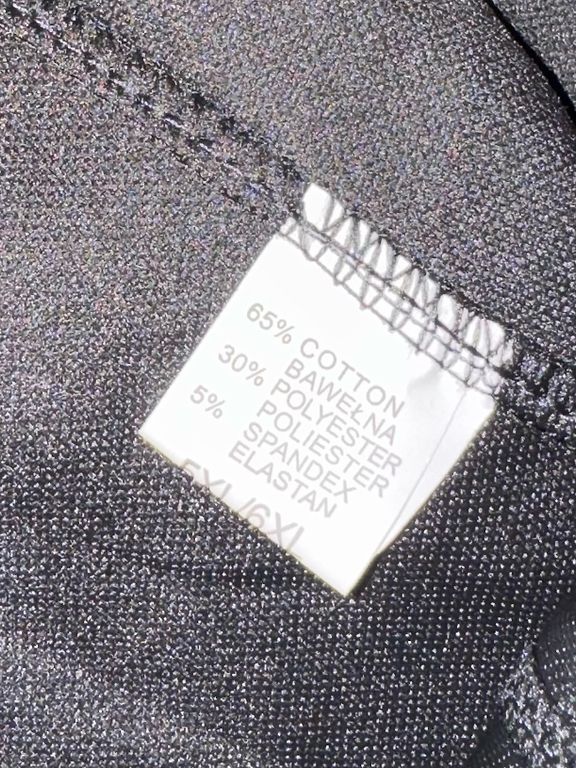 65% COTTON
BAWEŁNA
30% POLYESTER
POLIESTER
5% SPANDEX
ELASTAN
5XL/6XL